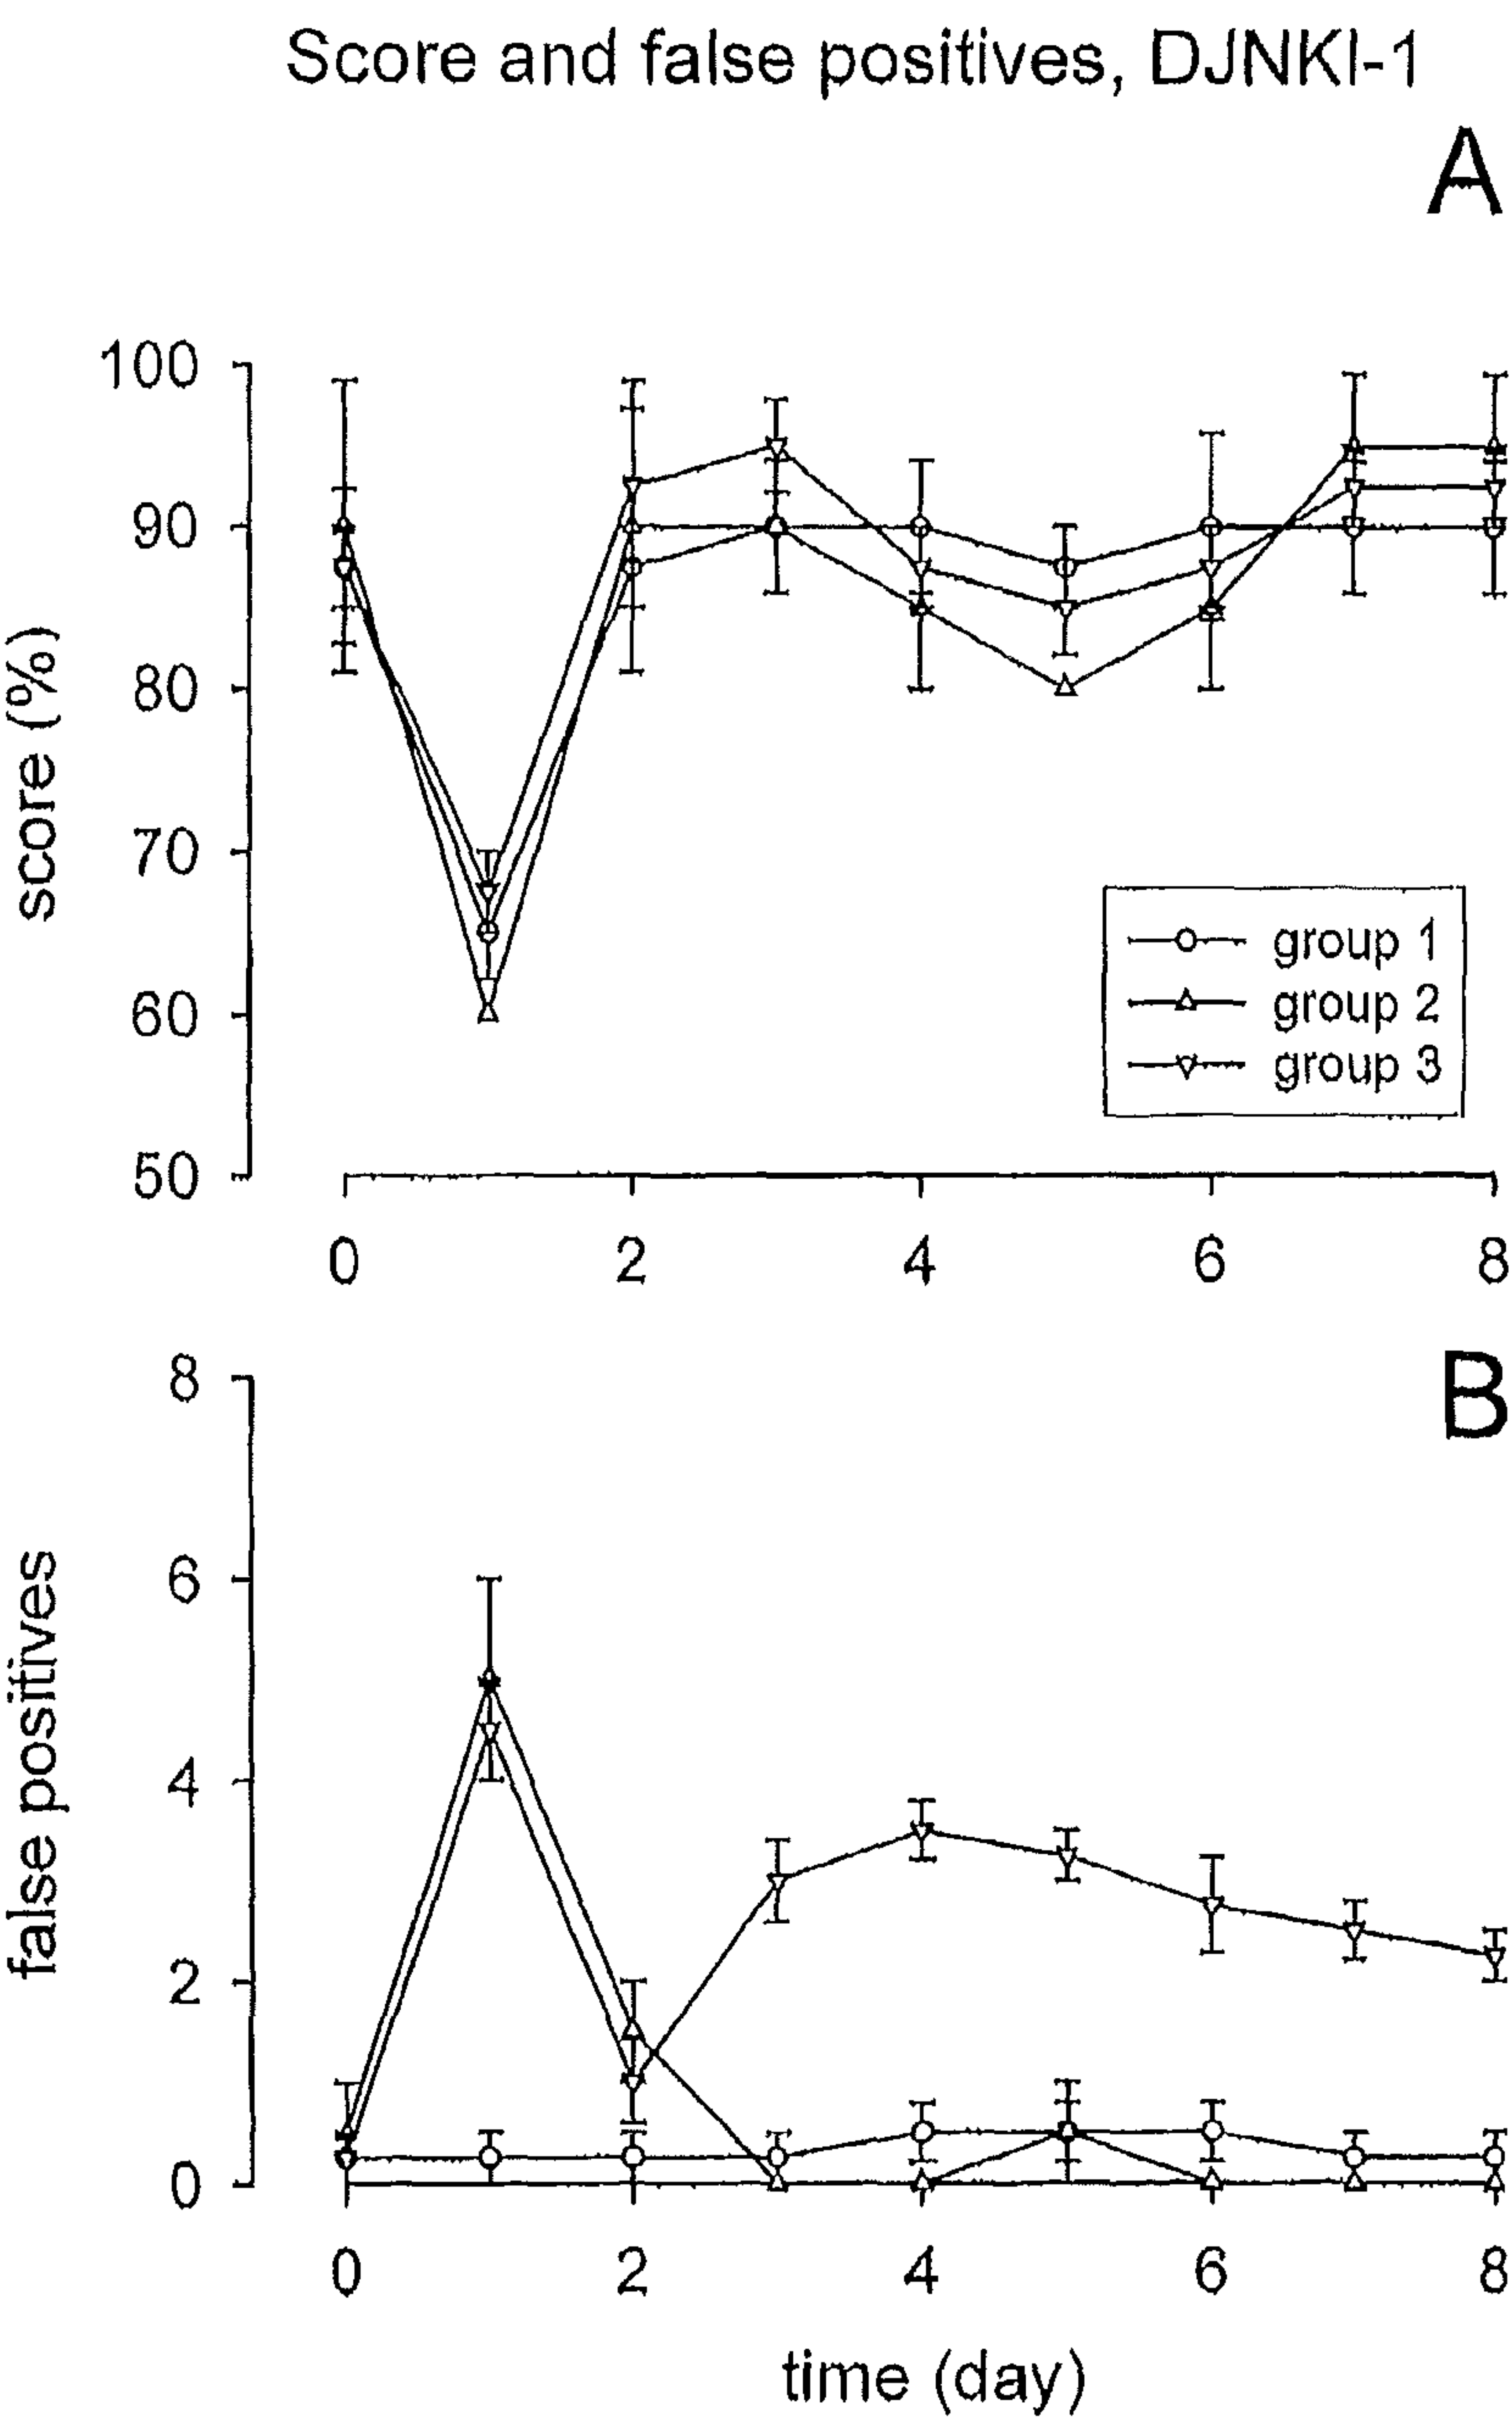 Score and false positives, DJNKI-1
A
100
90
80
70
60
50
score (%)
group 1
group 2
group 3
0 2 4 6 8
B
8
6
4
2
0
false positives
0 2 4 6 8
time (day)